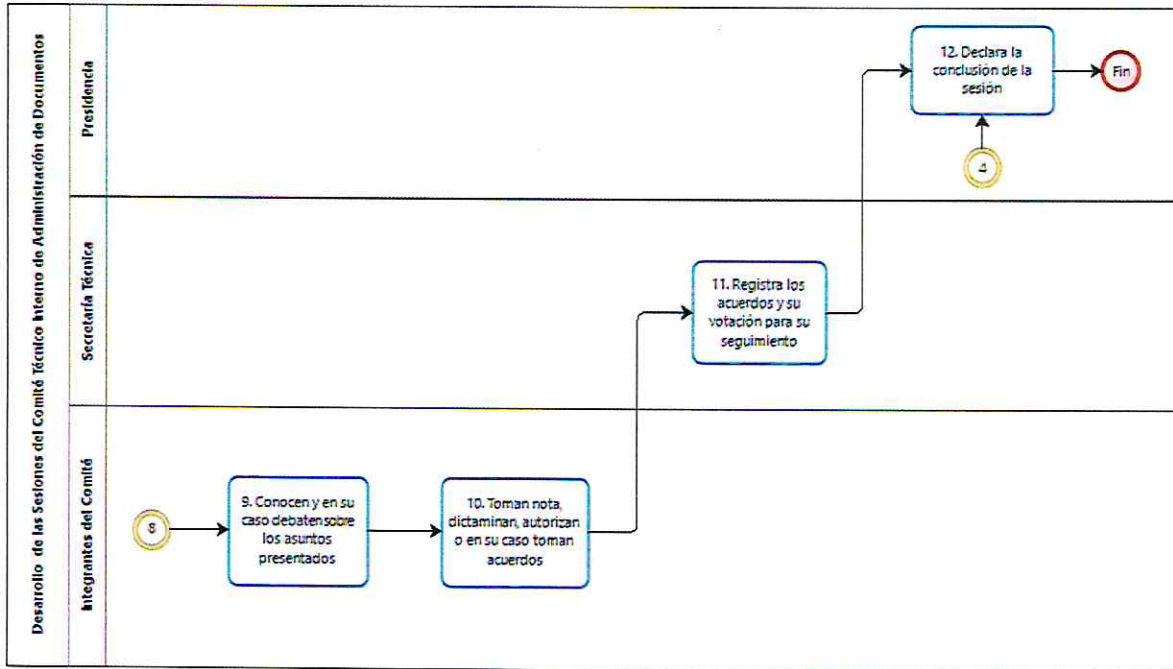 Desarrollo de las Sesiones del Comité Técnico Interno de Administración de Documentos
Presidencia
12. Declara la
conclusión de la
sesión
Fin
4
Secretaría Técnica
11. Registra los
acuerdos y su
votación para su
seguimiento
Integrantes del Comité
8
9. Conocen y en su
caso debaten sobre
los asuntos
presentados
10. Toman nota,
dictaminan, autorizan
o en su caso toman
acuerdos